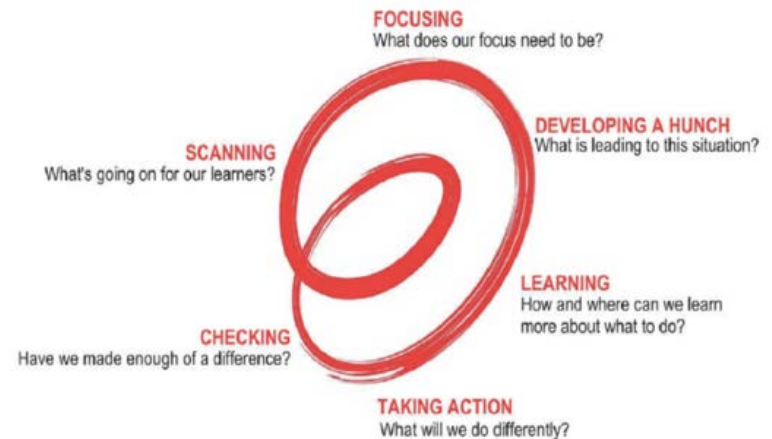 FOCUSING
What does our focus need to be?
DEVELOPING A HUNCH
What is leading to this situation?
SCANNING
What's going on for our learners?
LEARNING
How and where can we learn
more about what to do?
CHECKING
Have we made enough of a difference?
TAKING ACTION
What will we do differently?